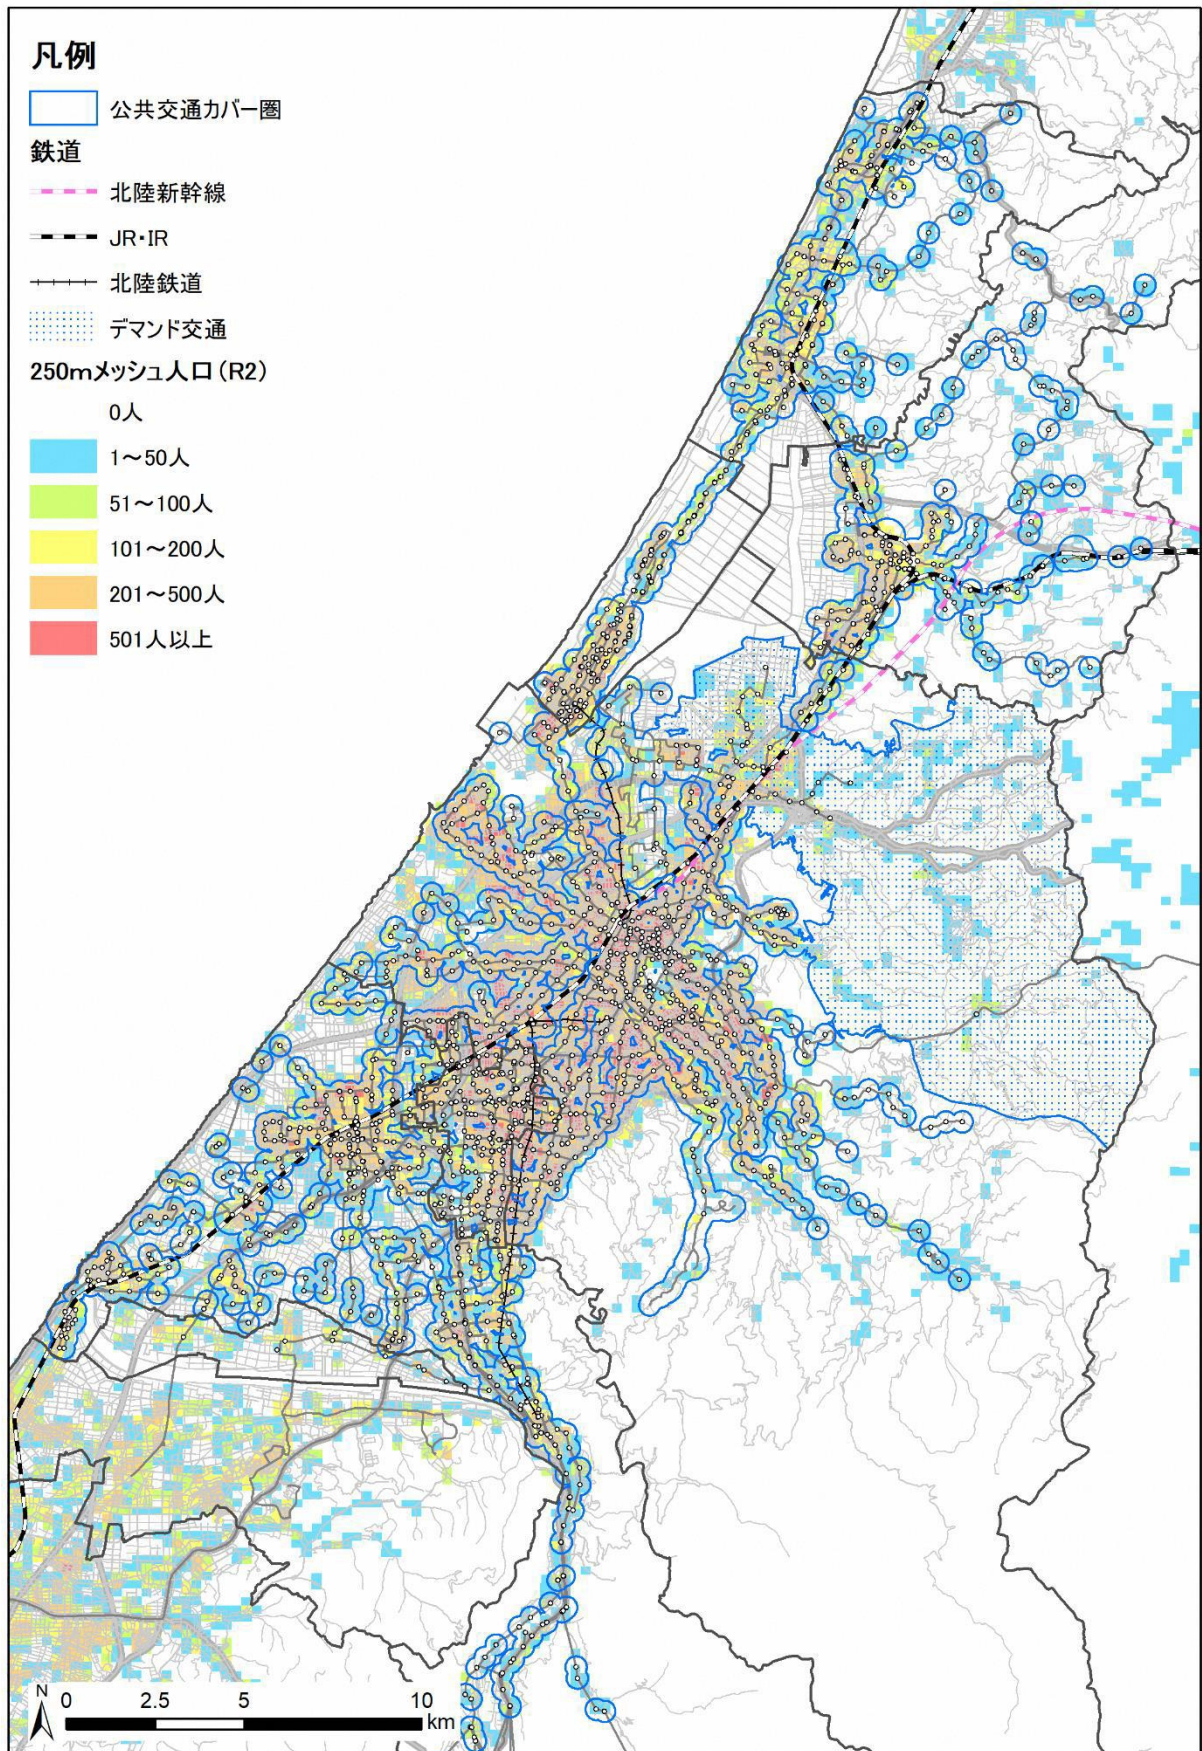 凡例
公共交通カバー圏
鉄道
北陸新幹線
JR・IR
北陸鉄道
デマンド交通
250mメッシュ人口(R2)
0人
1~50人
51~100人
101~200人
201~500人
501人以上
N
0 2.5 5 10
km